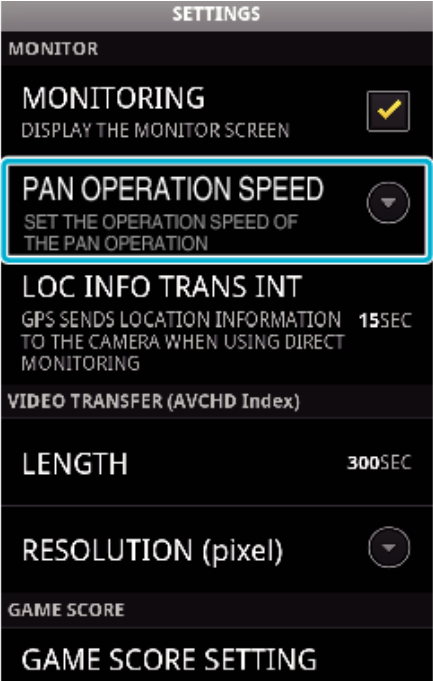 SETTINGS
MONITOR
MONITORING
DISPLAY THE MONITOR SCREEN
PAN OPERATION SPEED
SET THE OPERATION SPEED OF
THE PAN OPERATION
LOC INFO TRANS INT
GPS SENDS LOCATION INFORMATION 15SEC
TO THE CAMERA WHEN USING DIRECT
MONITORING
VIDEO TRANSFER (AVCHD Index)
LENGTH 300SEC
RESOLUTION (pixel)
GAME SCORE
GAME SCORE SETTING